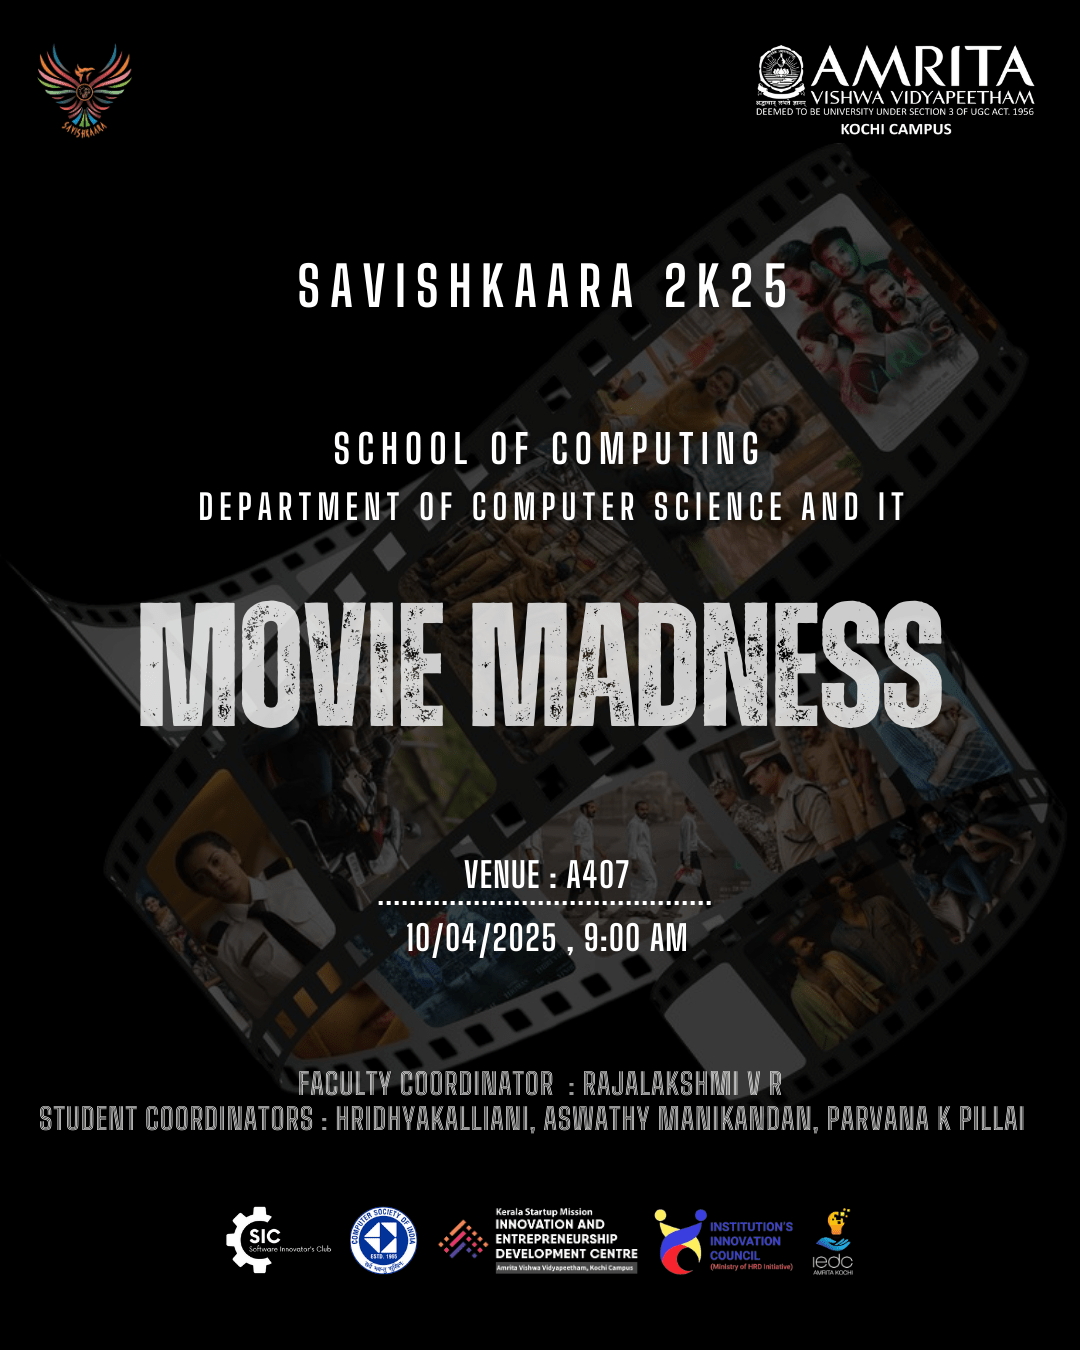 SAVISHKAARA
AMRITA
VISHWA VIDYAPEETHAM
DEEMED TO BE UNIVERSITY UNDER SECTION 3 OF UGC ACT. 1956
KOCHI CAMPUS
SAVISHKAARA 2K25
VIRUS
SCHOOL OF COMPUTING
DEPARTMENT OF COMPUTER SCIENCE AND IT
MOVIE MADNESS
VENUE : A407
10/04/2025 , 9:00 AM
FACULTY COORDINATOR : RAJALAKSHMI V R
STUDENT COORDINATORS : HRIDHYAKALLIANI, ASWATHY MANIKANDAN, PARVANA K PILLAI
SIC
Software Innovator's Club
COMPUTER SOCIETY OF INDIA
ESTD. 1965
Kerala Startup Mission
INNOVATION AND
ENTREPRENEURSHIP
DEVELOPMENT CENTRE
Amrita Vishwa Vidyapeetham, Kochi Campus
INSTITUTION'S
INNOVATION
COUNCIL
(Ministry of HRD Initiative)
iedc
AMRITA KOCHI